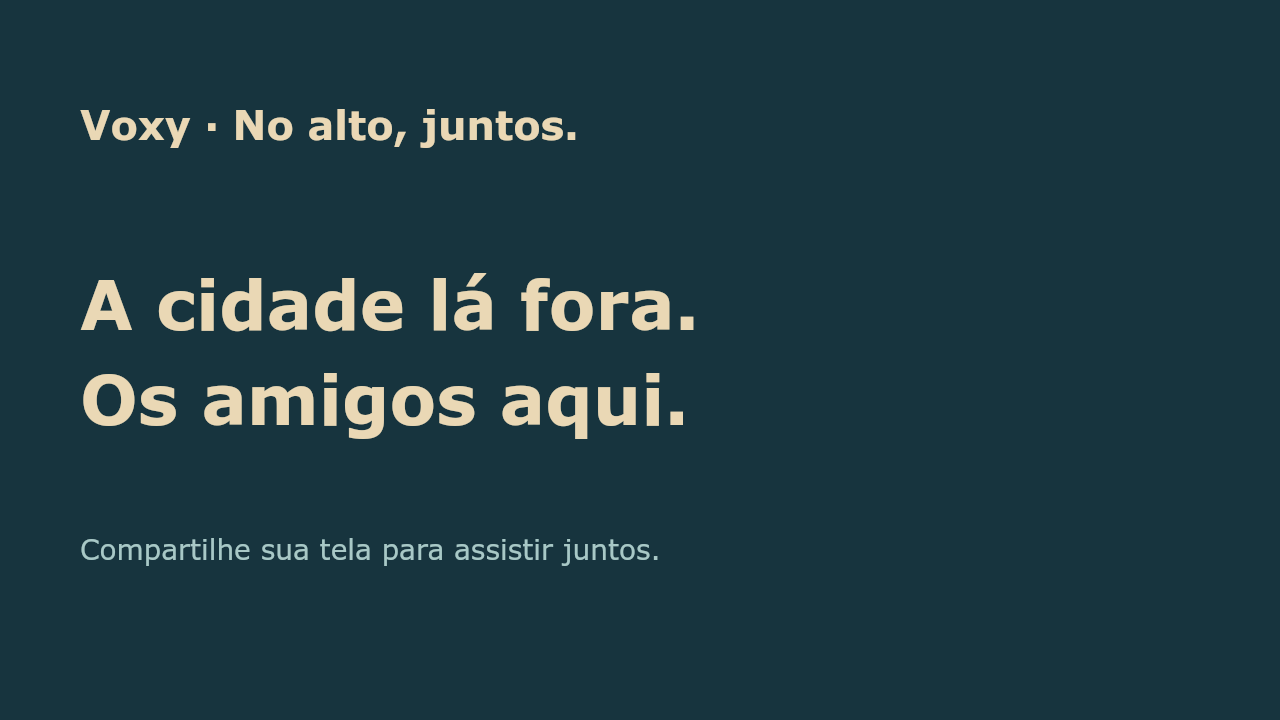 Voxy · No alto, juntos.
A cidade lá fora.
Os amigos aqui.
Compartilhe sua tela para assistir juntos.